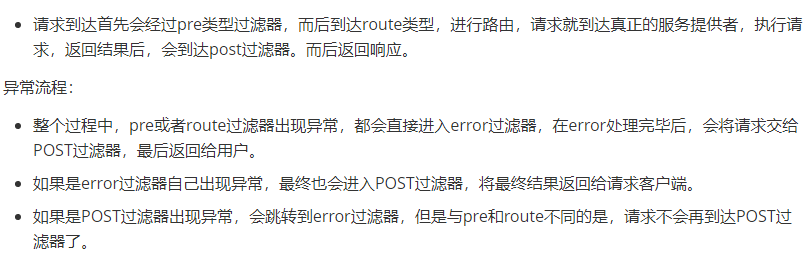 请求到达首先会经过pre类型过滤器，而后到达route类型，进行路由，请求就到达真正的服务提供者，执行请
求，返回结果后，会到达post过滤器。而后返回响应。
异常流程：
整个过程中，pre或者route过滤器出现异常，都会直接进入error过滤器，在error处理完毕后，会将请求交给
POST过滤器，最后返回给用户。
如果是error过滤器自己出现异常，最终也会进入POST过滤器，将最终结果返回给请求客户端。
如果是POST过滤器出现异常，会跳转到error过滤器，但是与pre和route不同的是，请求不会再到达POST过
滤器了。